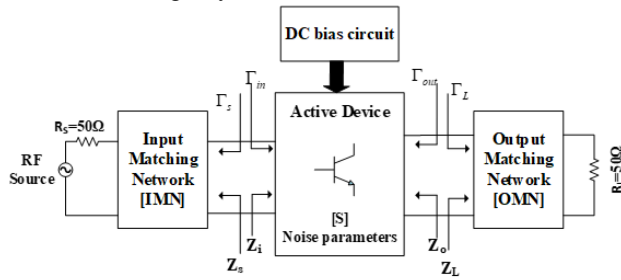 DC bias circuit
Γin
Γs
Γout
ΓL
Rs=50Ω
RF
Source
Input
Matching
Network
[IMN]
Active Device
[S]
Noise parameters
Output
Matching
Network
[OMN]
Rl=50Ω
Zi
Zs
Zo
ZL